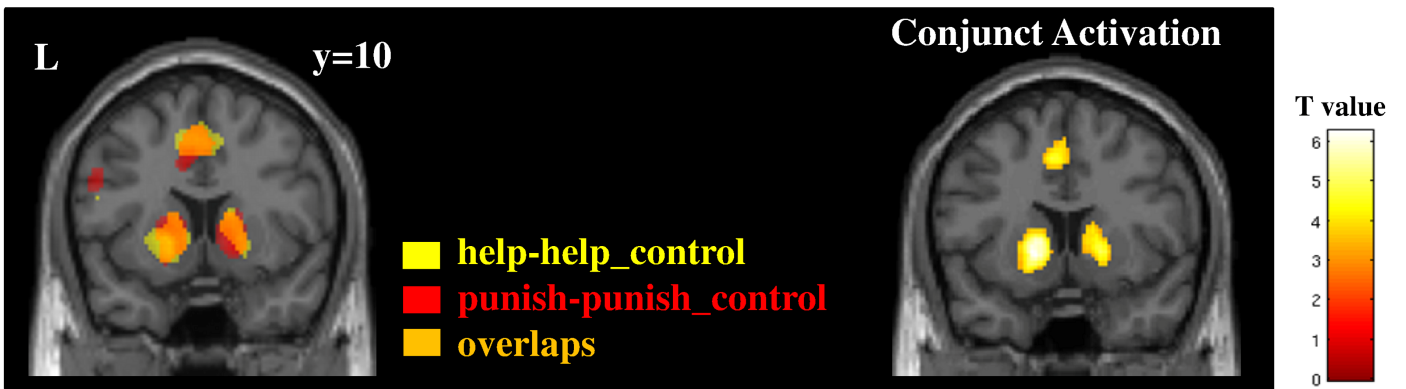 L
y=10
Conjunct Activation
help-help_control
punish-punish_control
overlaps
T value
6
5
4
3
2
1
0